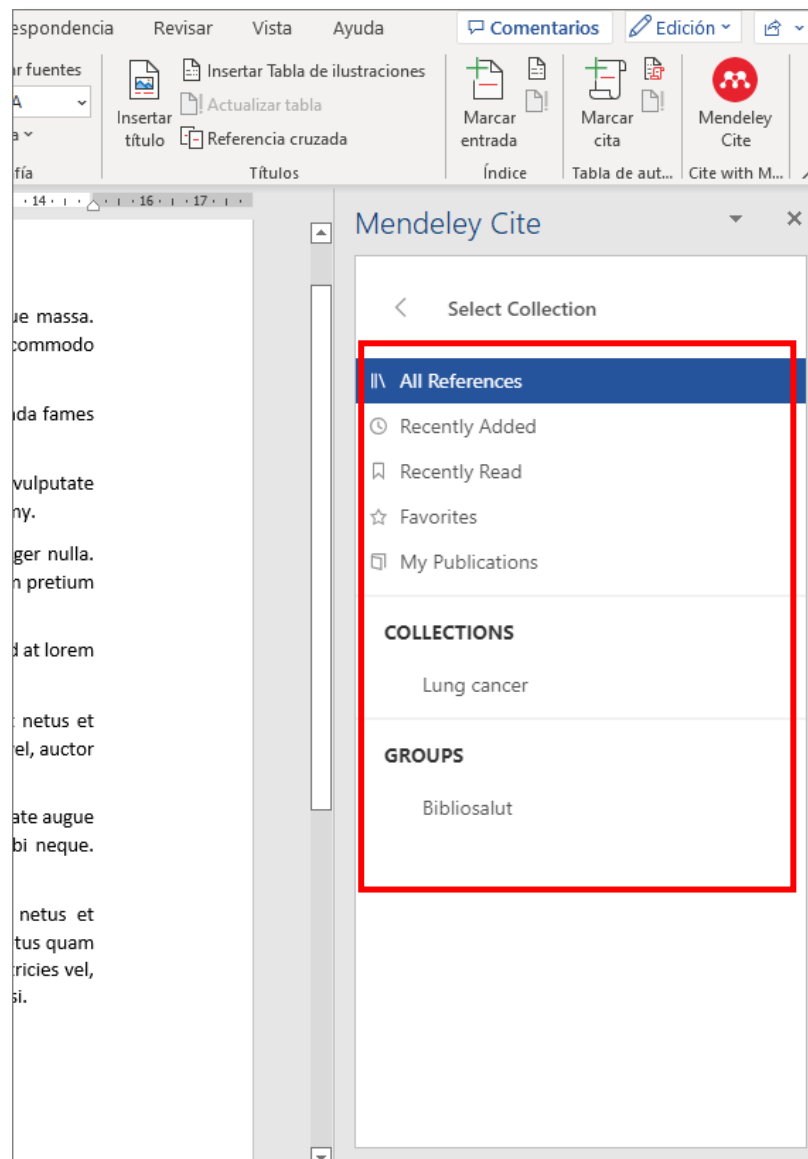 espondencia Revisar Vista Ayuda Comentarios Edición
ar fuentes
A
a
fía
Insertar título
Insertar Tabla de ilustraciones
Actualizar tabla
Referencia cruzada
Títulos
Marcar entrada
Índice
Marcar cita
Tabla de aut...
Mendeley Cite
Cite with M...
14 16 17
ue massa.
commodo
ada fames
vulputate
ny.
ger nulla.
n pretium
d at lorem
t netus et
vel, auctor
ate augue
bi neque.
netus et
tus quam
tricies vel,
si.
Mendeley Cite
Select Collection
All References
Recently Added
Recently Read
Favorites
My Publications
COLLECTIONS
Lung cancer
GROUPS
Bibliosalut